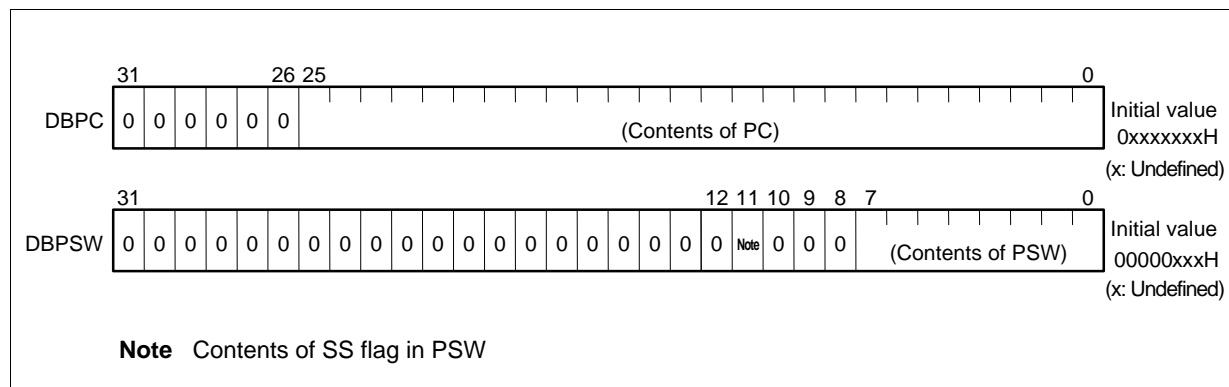 31 26 25 0
DBPC 0 0 0 0 0 0 (Contents of PC) Initial value
0xxxxxxxH
(x: Undefined)
31 12 11 10 9 8 7 0
DBPSW 0 0 0 0 0 0 0 0 0 0 0 0 0 0 0 0 0 0 0 0 Note 0 0 0 (Contents of PSW) Initial value
00000xxxH
(x: Undefined)
Note Contents of SS flag in PSW